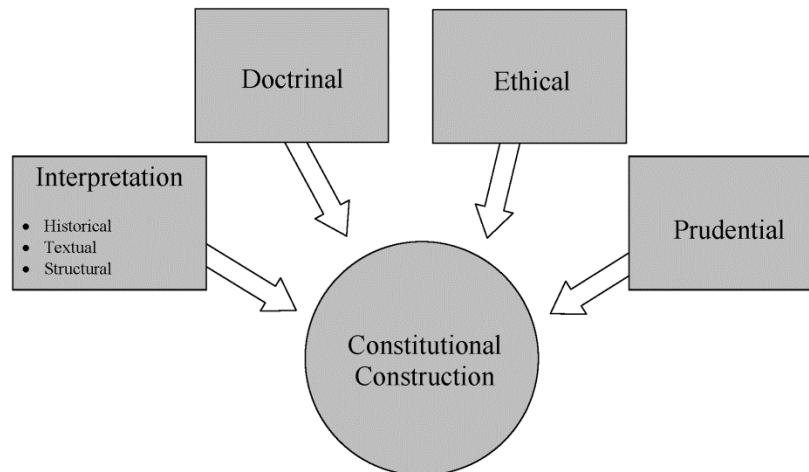 Doctrinal
Ethical
Interpretation
• Historical
• Textual
• Structural
Prudential
Constitutional
Construction